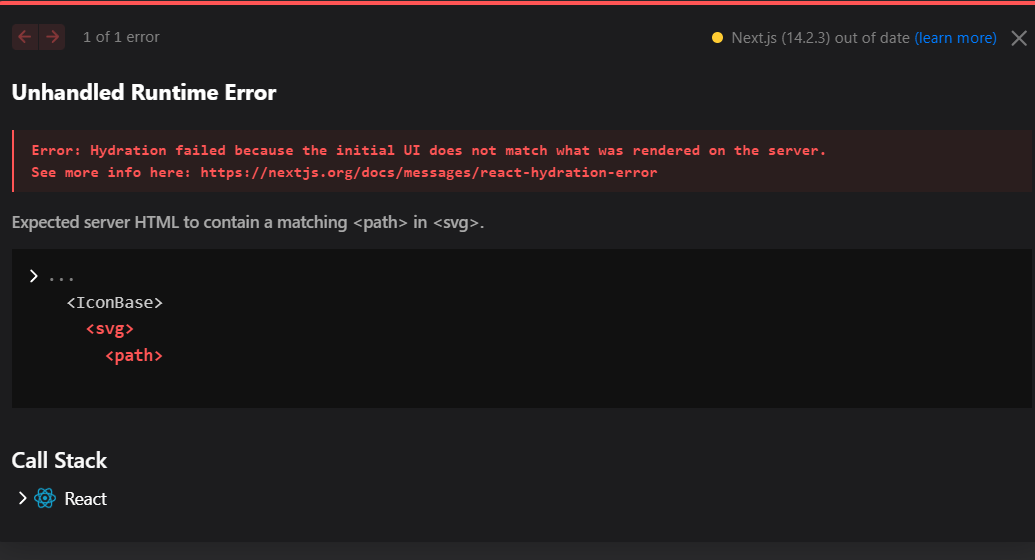 1 of 1 error
Next.js (14.2.3) out of date (learn more)
Unhandled Runtime Error
Error: Hydration failed because the initial UI does not match what was rendered on the server.
See more info here: https://nextjs.org/docs/messages/react-hydration-error
Expected server HTML to contain a matching <path> in <svg>.
...
<IconBase>
<svg>
<path>
Call Stack
React